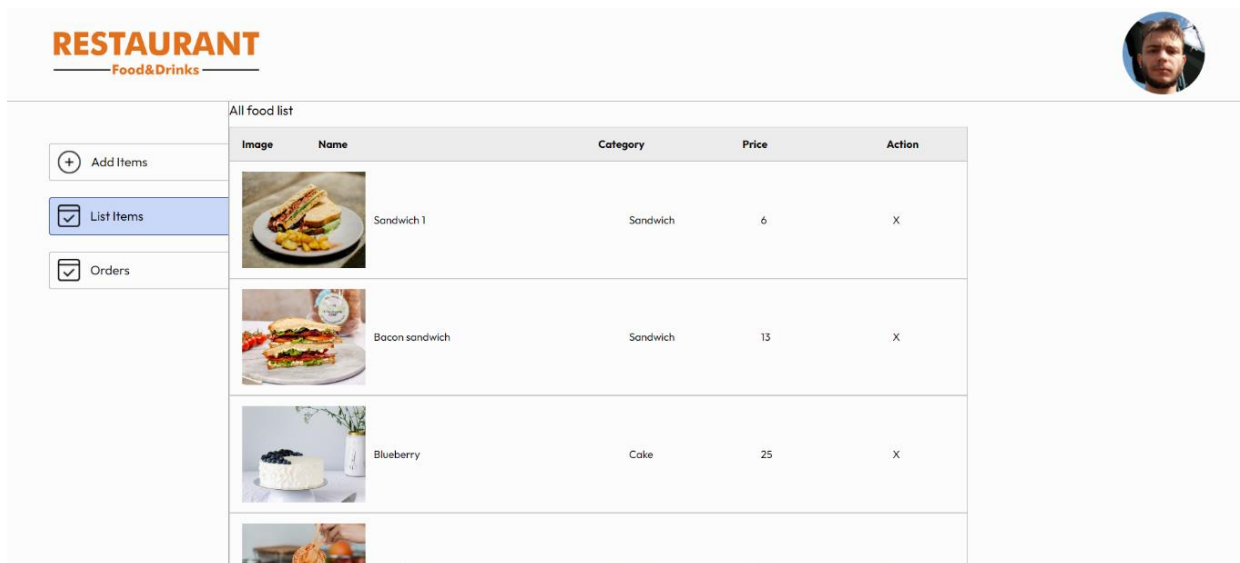 RESTAURANT
Food&Drinks
All food list
Image Name Category Price Action
Add Items
List Items
Orders
Sandwich 1 Sandwich 6 X
Bacon sandwich Sandwich 13 X
Blueberry Cake 25 X